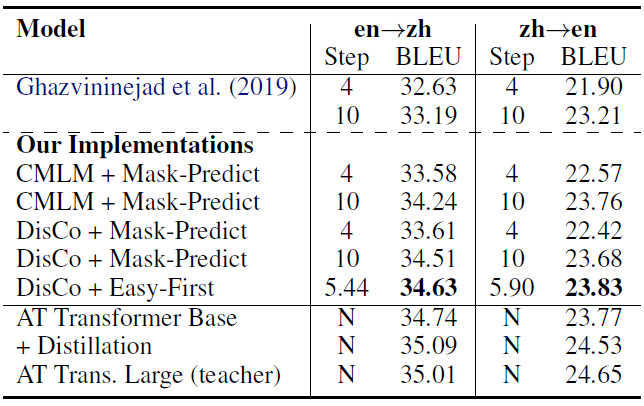 Model en→zh zh→en
Step BLEU Step BLEU
Ghazvininejad et al. (2019) 4 32.63 4 21.90
10 33.19 10 23.21
Our Implementations
CMLM + Mask-Predict 4 33.58 4 22.57
CMLM + Mask-Predict 10 34.24 10 23.76
DisCo + Mask-Predict 4 33.61 4 22.42
DisCo + Mask-Predict 10 34.51 10 23.68
DisCo + Easy-First 5.44 34.63 5.90 23.83
AT Transformer Base N 34.74 N 23.77
+ Distillation N 35.09 N 24.53
AT Trans. Large (teacher) N 35.01 N 24.65